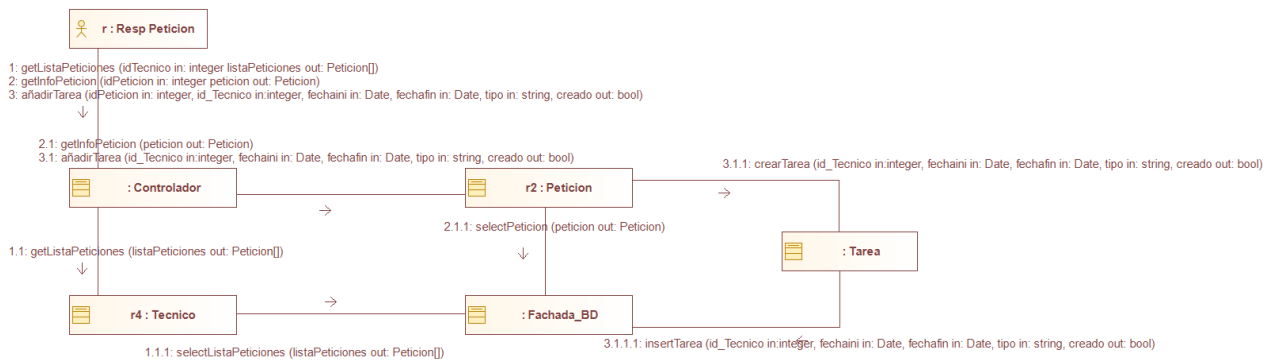 r : Resp Peticion
1: getListaPeticiones (idTecnico in: integer listaPeticiones out: Peticion[])
2: getInfoPeticion (idPeticion in: integer peticion out: Peticion)
3: añadirTarea (idPeticion in: integer, id_Tecnico in:integer, fechaini in: Date, fechafin in: Date, tipo in: string, creado out: bool)
2.1: getInfoPeticion (peticion out: Peticion)
3.1: añadirTarea (id_Tecnico in:integer, fechaini in: Date, fechafin in: Date, tipo in: string, creado out: bool)
3.1.1: crearTarea (id_Tecnico in:integer, fechaini in: Date, fechafin in: Date, tipo in: string, creado out: bool)
: Controlador
r2 : Peticion
2.1.1: selectPeticion (peticion out: Peticion)
1.1: getListaPeticiones (listaPeticiones out: Peticion[])
: Tarea
r4 : Tecnico
: Fachada_BD
3.1.1.1: insertTarea (id_Tecnico in:integer, fechaini in: Date, fechafin in: Date, tipo in: string, creado out: bool)
1.1.1: selectListaPeticiones (listaPeticiones out: Peticion[])